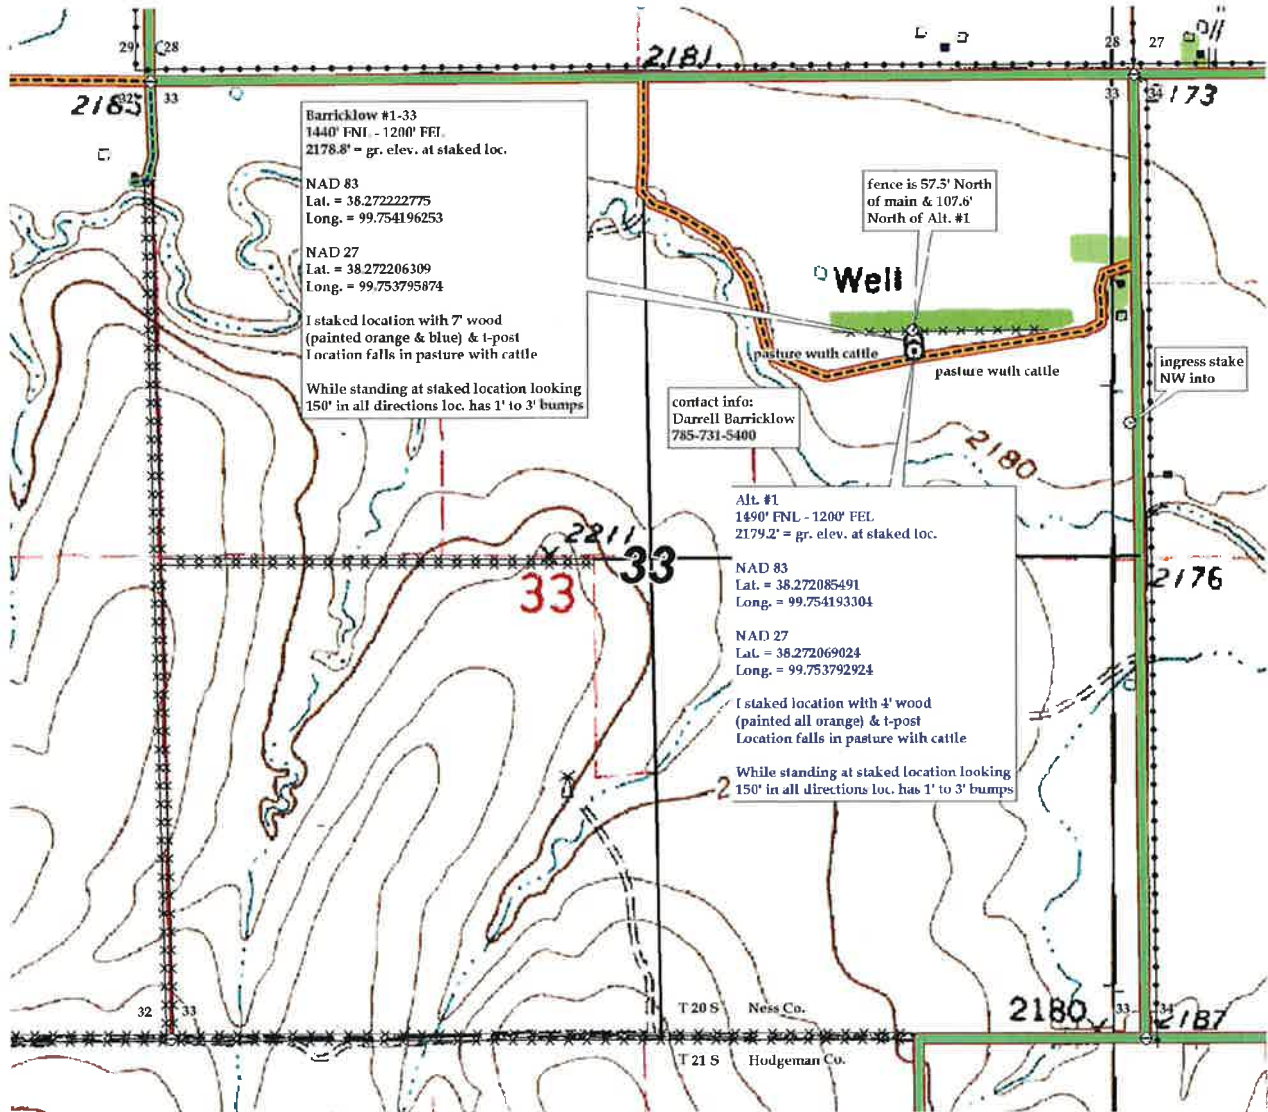 29 28
2181
28 27
33
33 34
2173
Barricklow #1-33
1440' FNL - 1200' FEL
2178.8' = gr. elev. at staked loc.
NAD 83
Lat. = 38.272222775
Long. = 99.754196253
NAD 27
Lat. = 38.272206309
Long. = 99.753795874
I staked location with 7' wood
(painted orange & blue) & t-post
Location falls in pasture with cattle
While standing at staked location looking
150' in all directions loc. has 1' to 3' bumps
fence is 57.5' North
of main & 107.6'
North of Alt. #1
Well
pasture wuth cattle
pasture wuth cattle
ingress stake
NW into
contact info:
Darrell Barricklow
785-731-5400
2180
Alt. #1
1490' FNL - 1200' FEL
2179.2' = gr. elev. at staked loc.
NAD 83
Lat. = 38.272085491
Long. = 99.754193304
NAD 27
Lat. = 38.272069024
Long. = 99.753792924
I staked location with 4' wood
(painted all orange) & t-post
Location falls in pasture with cattle
While standing at staked location looking
150' in all directions loc. has 1' to 3' bumps
2211
33
33
2176
32 33
T 20 S Ness Co.
2180
33 34
2187
T 21 S Hodgeman Co.